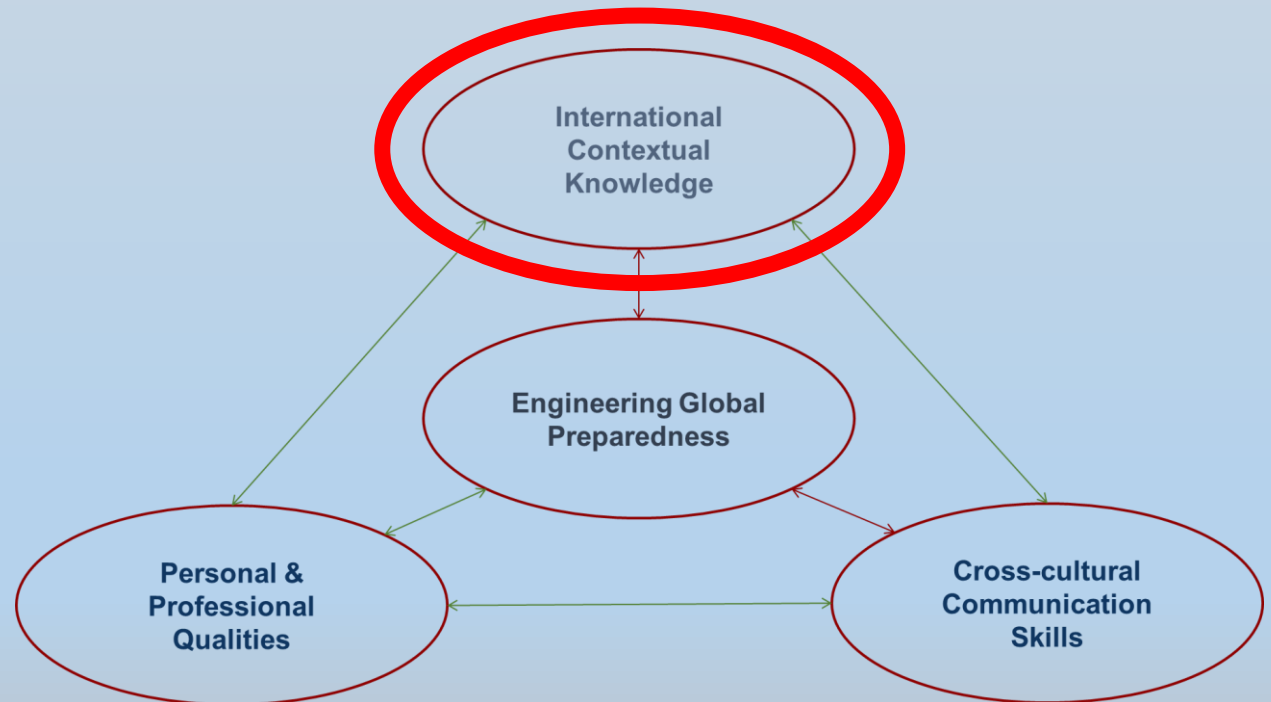 International
Contextual
Knowledge
Engineering Global
Preparedness
Personal &
Professional
Qualities
Cross-cultural
Communication
Skills